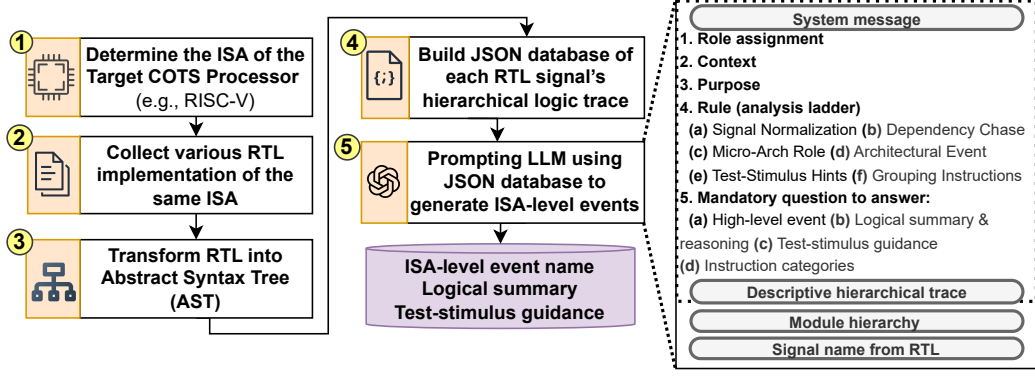 1
Determine the ISA of the
Target COTS Processor
(e.g., RISC-V)
2
Collect various RTL
implementation of the
same ISA
3
Transform RTL into
Abstract Syntax Tree
(AST)
4
{;}
Build JSON database of
each RTL signal's
hierarchical logic trace
5
Prompting LLM using
JSON database to
generate ISA-level events
ISA-level event name
Logical summary
Test-stimulus guidance
System message
1. Role assignment
2. Context
3. Purpose
4. Rule (analysis ladder)
(a) Signal Normalization (b) Dependency Chase
(c) Micro-Arch Role (d) Architectural Event
(e) Test-Stimulus Hints (f) Grouping Instructions
5. Mandatory question to answer:
(a) High-level event (b) Logical summary &
reasoning (c) Test-stimulus guidance
(d) Instruction categories
Descriptive hierarchical trace
Module hierarchy
Signal name from RTL